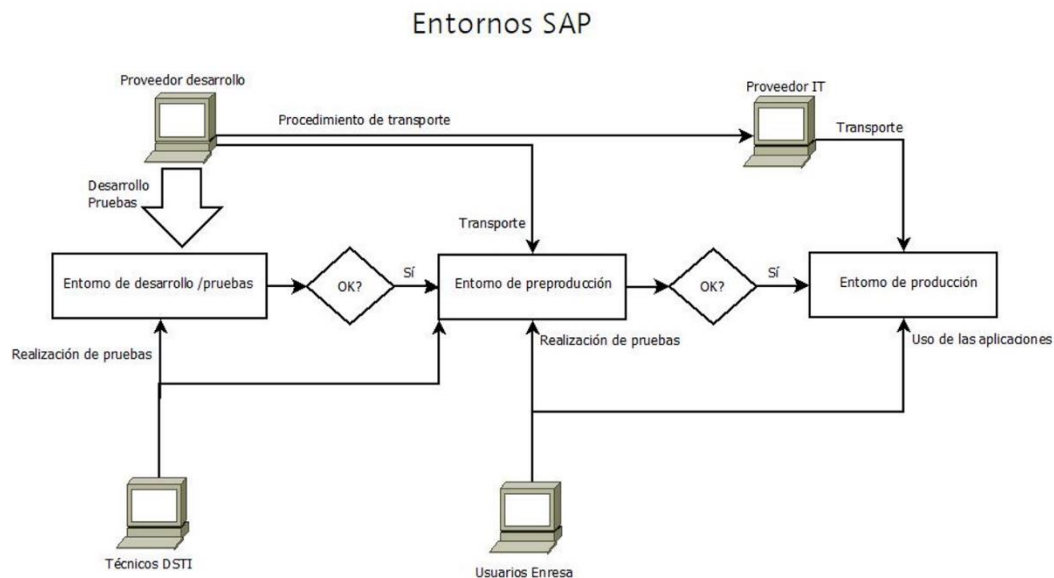 Entornos SAP
Proveedor desarrollo
Proveedor IT
Procedimiento de transporte
Transporte
Desarrollo
Pruebas
Transporte
Entorno de desarrollo /pruebas
OK?
Sí
Entorno de preproducción
OK?
Sí
Entorno de producción
Realización de pruebas
Realización de pruebas
Uso de las aplicaciones
Técnicos DSTI
Usuarios Enresa